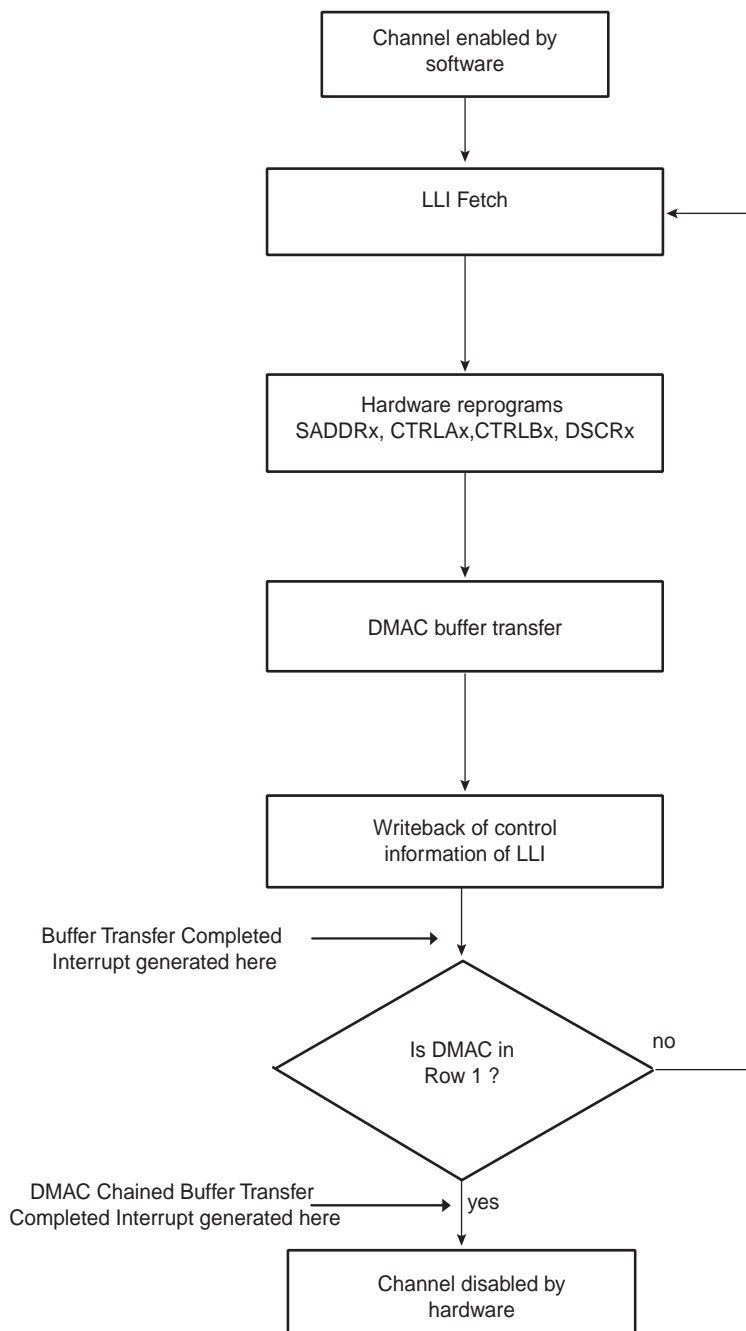 Channel enabled by
software
LLI Fetch
Hardware reprograms
SADDRx, CTRLAx,CTRLBx, DSCRx
DMAC buffer transfer
Writeback of control
information of LLI
Buffer Transfer Completed
Interrupt generated here
Is DMAC in
Row 1 ?
no
DMAC Chained Buffer Transfer
Completed Interrupt generated here
yes
Channel disabled by
hardware